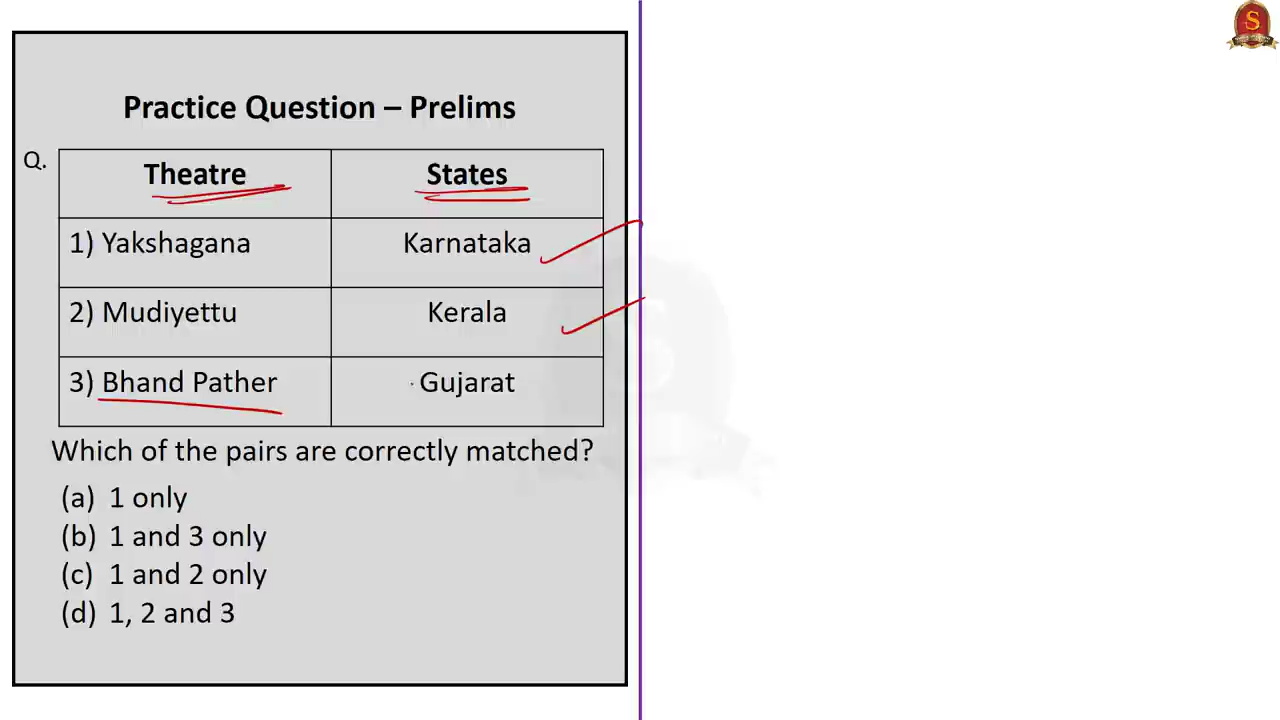 Practice Question – Prelims
Q.
Theatre States
1) Yakshagana Karnataka
2) Mudiyettu Kerala
3) Bhand Pather Gujarat
Which of the pairs are correctly matched?
(a) 1 only
(b) 1 and 3 only
(c) 1 and 2 only
(d) 1, 2 and 3
S